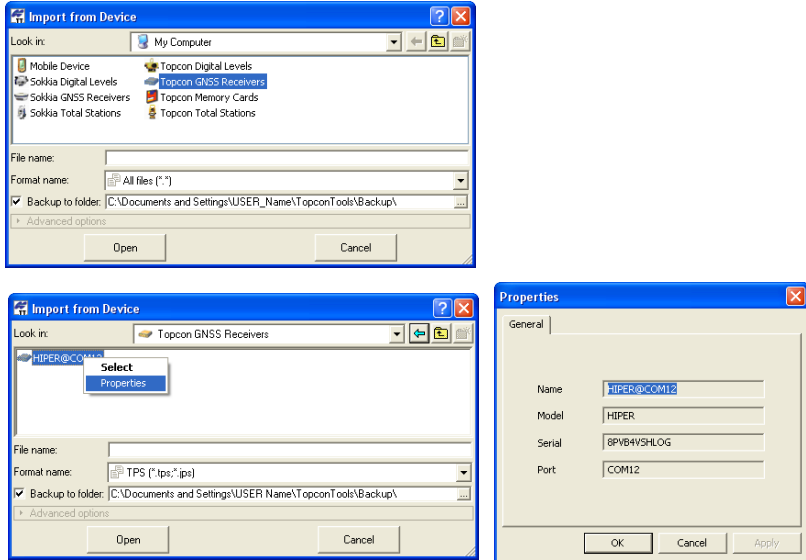 Import from Device
Look in: My Computer
Mobile Device
Sokkia Digital Levels
Sokkia GNSS Receivers
Sokkia Total Stations
Topcon Digital Levels
Topcon GNSS Receivers
Topcon Memory Cards
Topcon Total Stations
File name:
Format name: All files (*.*)
Backup to folder: C:\Documents and Settings\USER_Name\TopconTools\Backup\ ...
Advanced options
Open Cancel
Import from Device
Look in: Topcon GNSS Receivers
HIPER@COM12
Select
Properties
File name:
Format name: TPS (*.tps;*.jps)
Backup to folder: C:\Documents and Settings\USER Name\TopconTools\Backup\ ...
Advanced options
Open Cancel
Properties
General
Name HIPER@COM12
Model HIPER
Serial 8PVB4VSHLOG
Port COM12
OK Cancel Apply